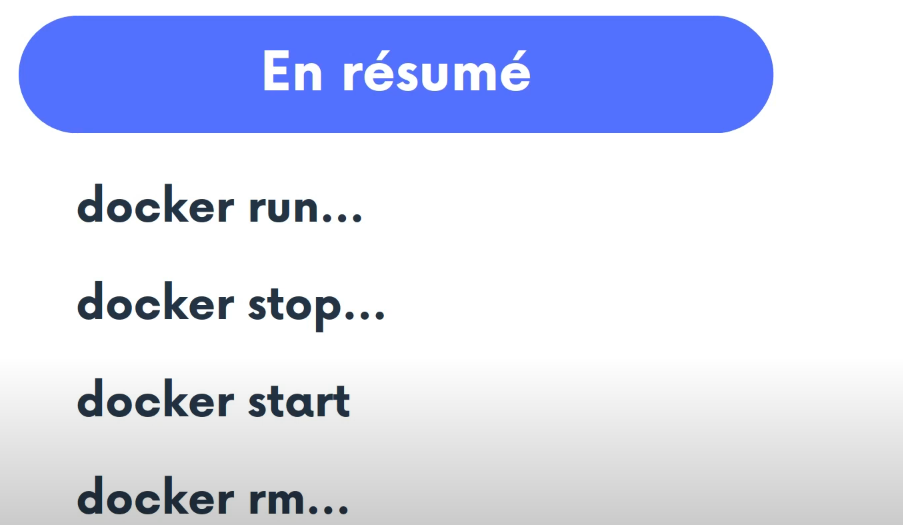 En résumé
docker run...
docker stop...
docker start
docker rm...